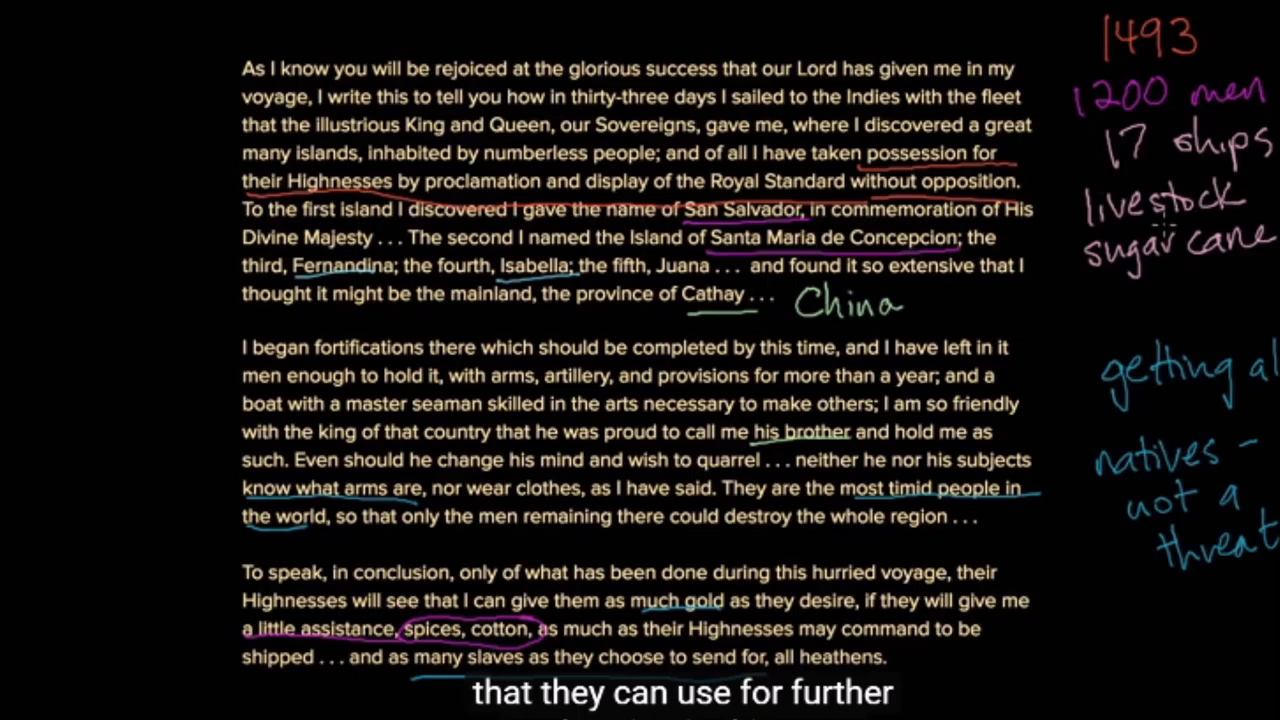 As I know you will be rejoiced at the glorious success that our Lord has given me in my
voyage, I write this to tell you how in thirty-three days I sailed to the Indies with the fleet
that the illustrious King and Queen, our Sovereigns, gave me, where I discovered a great
many islands, inhabited by numberless people; and of all I have taken possession for
their Highnesses by proclamation and display of the Royal Standard without opposition.
To the first island I discovered I gave the name of San Salvador, in commemoration of His
Divine Majesty . . . The second I named the Island of Santa Maria de Concepcion; the
third, Fernandina; the fourth, Isabella; the fifth, Juana . . . and found it so extensive that I
thought it might be the mainland, the province of Cathay . . . China
I began fortifications there which should be completed by this time, and I have left in it
men enough to hold it, with arms, artillery, and provisions for more than a year; and a
boat with a master seaman skilled in the arts necessary to make others; I am so friendly
with the king of that country that he was proud to call me his brother and hold me as
such. Even should he change his mind and wish to quarrel . . . neither he nor his subjects
know what arms are, nor wear clothes, as I have said. They are the most timid people in
the world, so that only the men remaining there could destroy the whole region . . .
To speak, in conclusion, only of what has been done during this hurried voyage, their
Highnesses will see that I can give them as much gold as they desire, if they will give me
a little assistance, spices, cotton, as much as their Highnesses may command to be
shipped . . . and as many slaves as they choose to send for, all heathens.
1493
1200 men
17 ships
livestock
sugar cane
getting al
natives -
not a
threat
that they can use for further